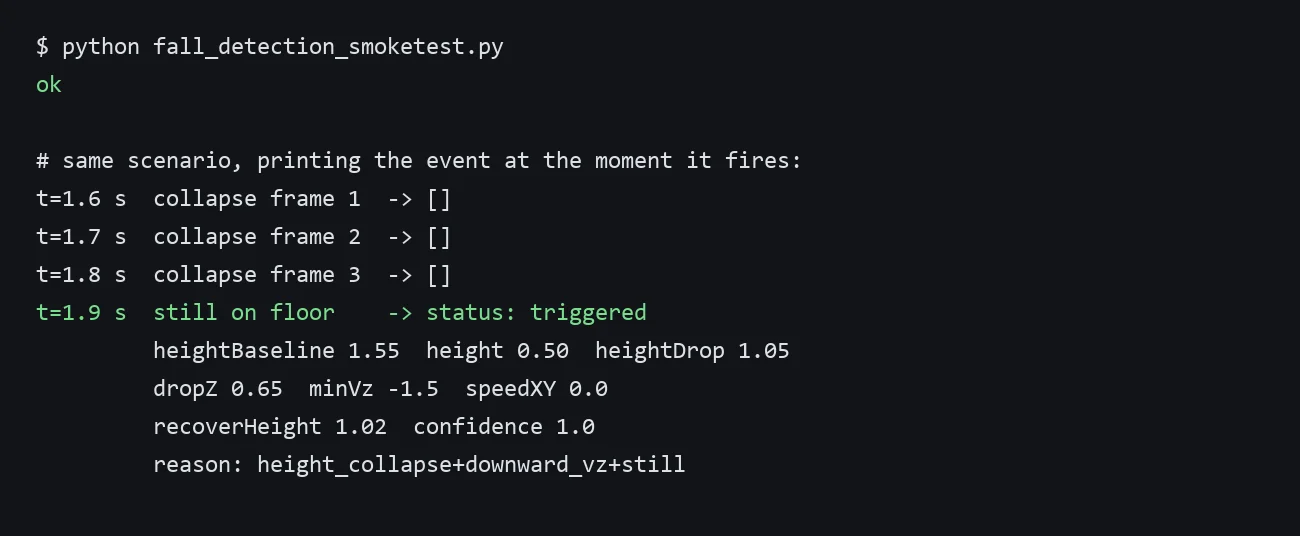 $ python fall_detection_smoketest.py
ok
# same scenario, printing the event at the moment it fires:
t=1.6 s  collapse frame 1  -> []
t=1.7 s  collapse frame 2  -> []
t=1.8 s  collapse frame 3  -> []
t=1.9 s  still on floor    -> status: triggered
         heightBaseline 1.55  height 0.50  heightDrop 1.05
         dropZ 0.65  minVz -1.5  speedXY 0.0
         recoverHeight 1.02  confidence 1.0
         reason: height_collapse+downward_vz+still